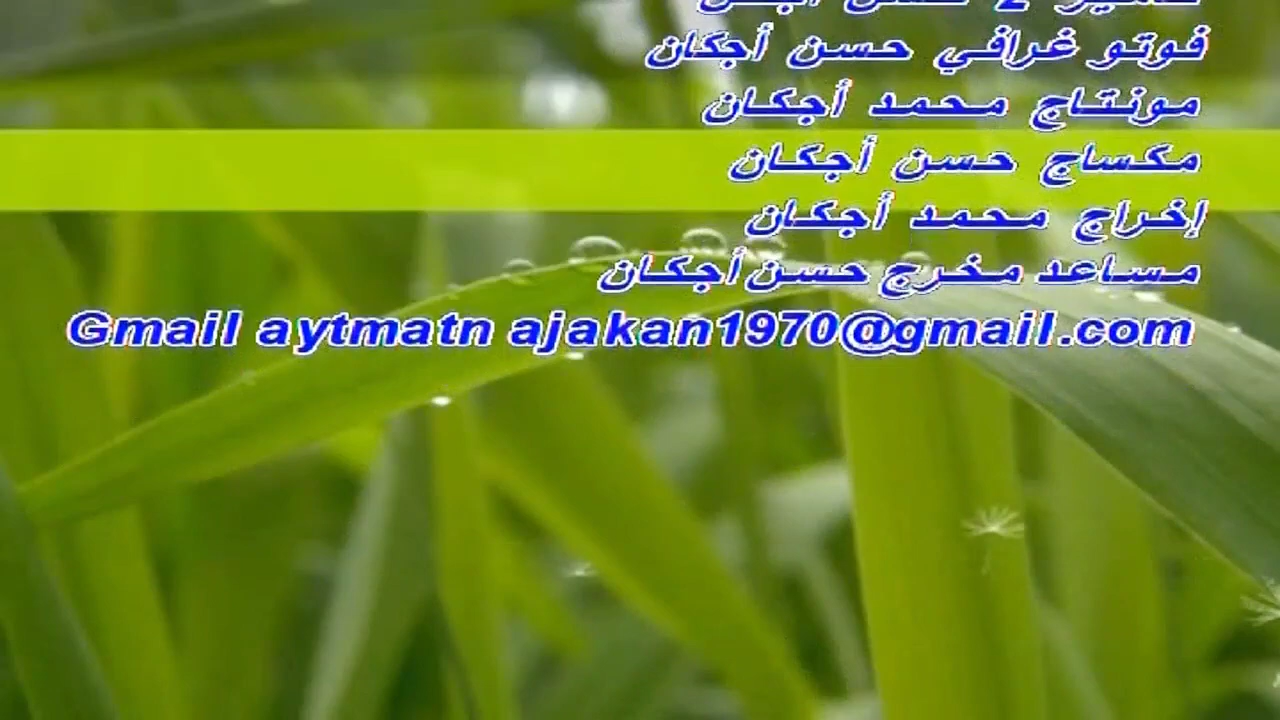 فوتو غرافي حسن أجكان
مونتاج محمد أجكان
مكساج حسن أجكان
إخراج محمد أجكان
مساعد مخرج حسن أجكان
Gmail aytmatn ajakan1970@gmail.com